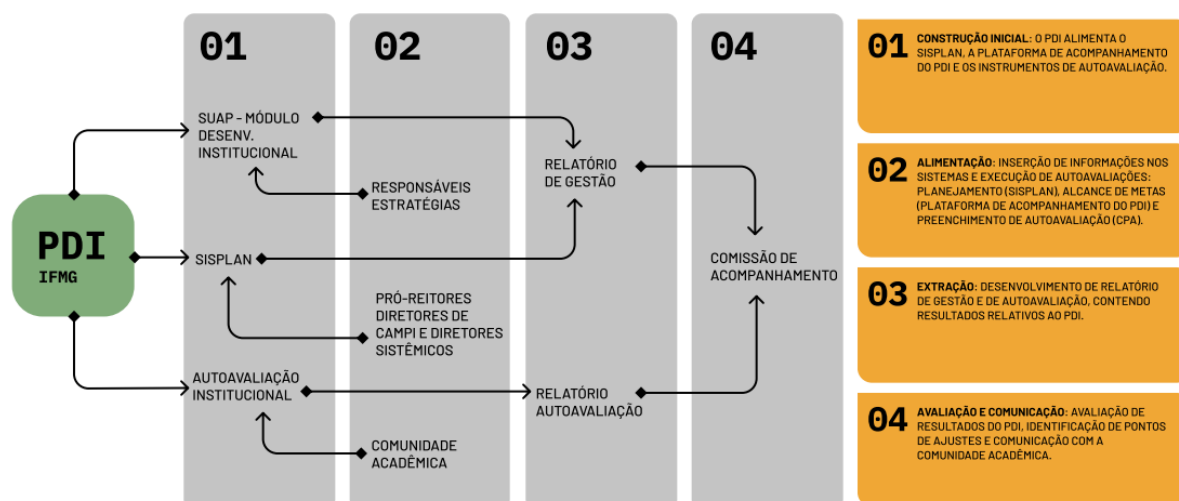 01
02
03
04
SUAP - MÓDULO
DESENV.
INSTITUCIONAL
RESPONSÁVEIS
ESTRATÉGIAS
RELATÓRIO
DE GESTÃO
PDI
IFMG
SISPLAN
COMISSÃO DE
ACOMPANHAMENTO
PRÓ-REITORES
DIRETORES DE
CAMPI E DIRETORES
SISTÊMICOS
AUTOAVALIAÇÃO
INSTITUCIONAL
RELATÓRIO
AUTOAVALIAÇÃO
COMUNIDADE
ACADÊMICA
01
CONSTRUÇÃO INICIAL: O PDI ALIMENTA O
SISPLAN, A PLATAFORMA DE ACOMPANHAMENTO
DO PDI E OS INSTRUMENTOS DE AUTOAVALIAÇÃO.
02
ALIMENTAÇÃO: INSERÇÃO DE INFORMAÇÕES NOS
SISTEMAS E EXECUÇÃO DE AUTOAVALIAÇÕES:
PLANEJAMENTO (SISPLAN), ALCANCE DE METAS
(PLATAFORMA DE ACOMPANHAMENTO DO PDI) E
PREENCHIMENTO DE AUTOAVALIAÇÃO (CPA).
03
EXTRAÇÃO: DESENVOLVIMENTO DE RELATÓRIO
DE GESTÃO E DE AUTOAVALIAÇÃO, CONTENDO
RESULTADOS RELATIVOS AO PDI.
04
AVALIAÇÃO E COMUNICAÇÃO: AVALIAÇÃO DE
RESULTADOS DO PDI, IDENTIFICAÇÃO DE PONTOS
DE AJUSTES E COMUNICAÇÃO COM A
COMUNIDADE ACADÊMICA.